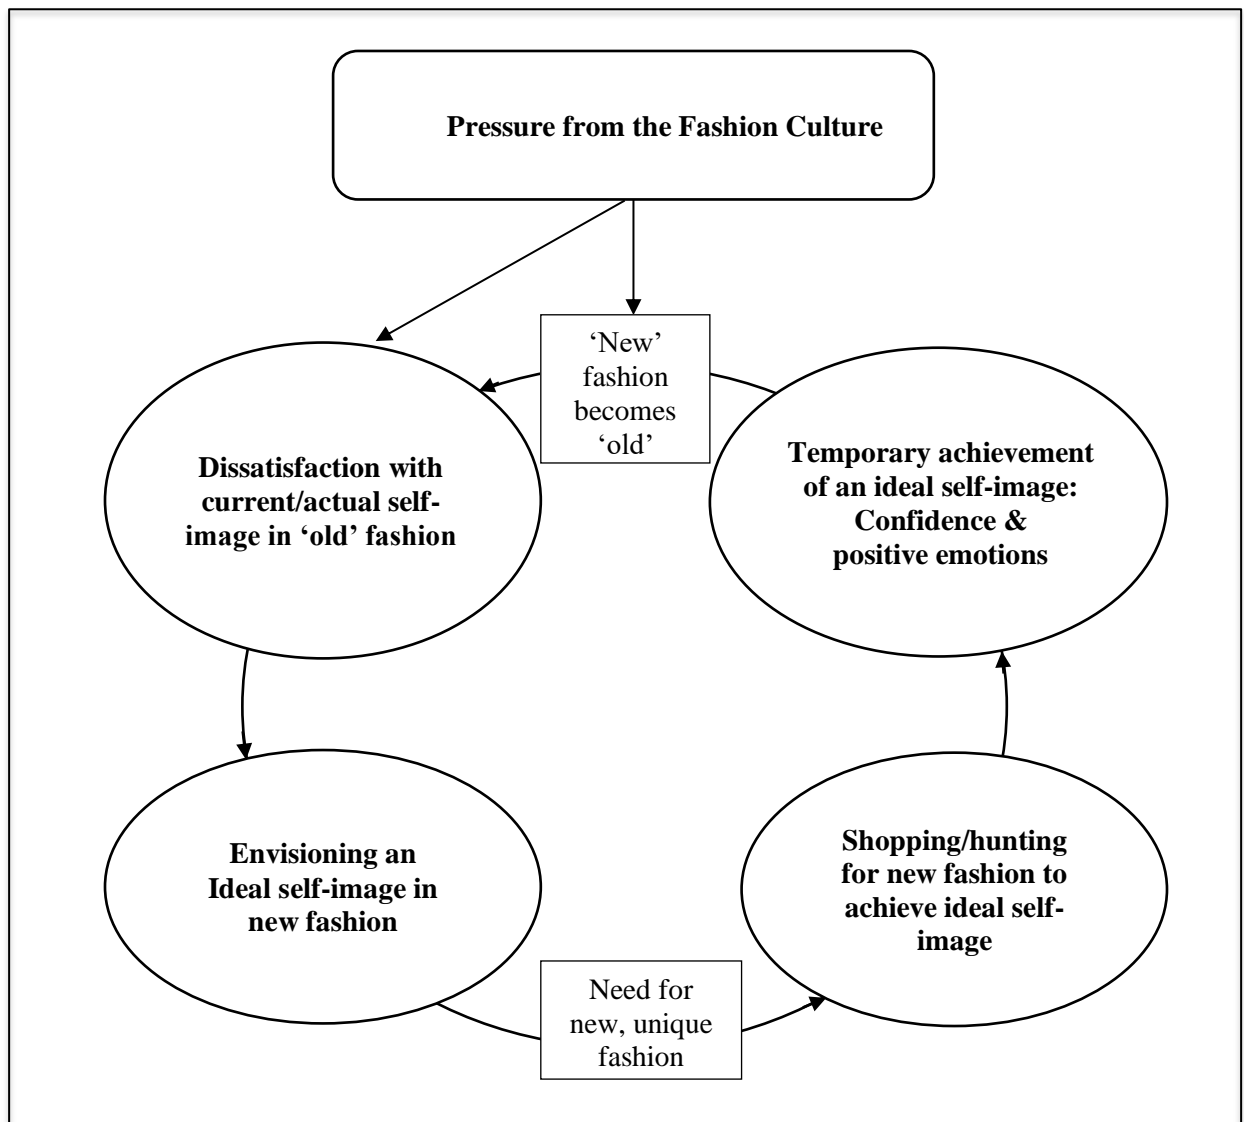 Pressure from the Fashion Culture
‘New’
fashion
becomes
‘old’
Dissatisfaction with
current/actual self-
image in ‘old’ fashion
Temporary achievement
of an ideal self-image:
Confidence &
positive emotions
Envisioning an
Ideal self-image in
new fashion
Shopping/hunting
for new fashion to
achieve ideal self-
image
Need for
new, unique
fashion